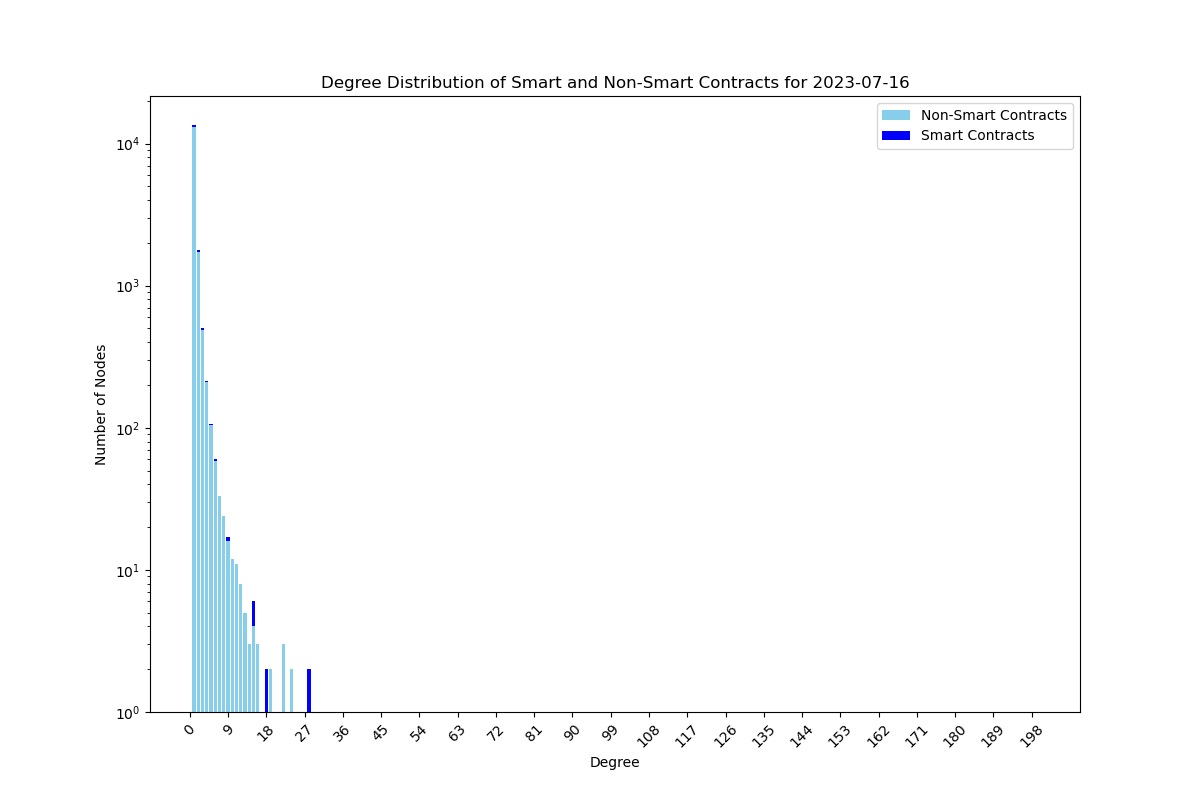 Degree Distribution of Smart and Non-Smart Contracts for 2023-07-16
Non-Smart Contracts
Smart Contracts
Number of Nodes
10^4
10^3
10^2
10^1
10^0
0 9 18 27 36 45 54 63 72 81 90 99 108 117 126 135 144 153 162 171 180 189 198
Degree